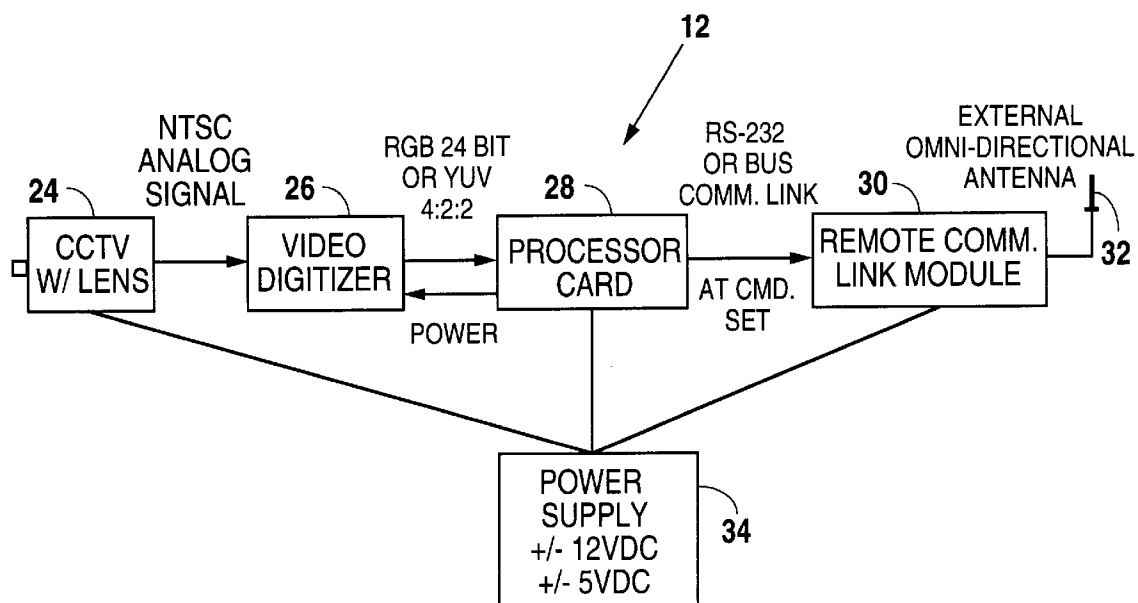 12
NTSC
ANALOG
SIGNAL
RGB 24 BIT
OR YUV
4:2:2
RS-232
OR BUS
COMM. LINK
EXTERNAL
OMNI-DIRECTIONAL
ANTENNA
24
26
28
30
32
CCTV
W/ LENS
VIDEO
DIGITIZER
PROCESSOR
CARD
REMOTE COMM.
LINK MODULE
POWER
AT CMD.
SET
POWER
SUPPLY
+/- 12VDC
+/- 5VDC
34